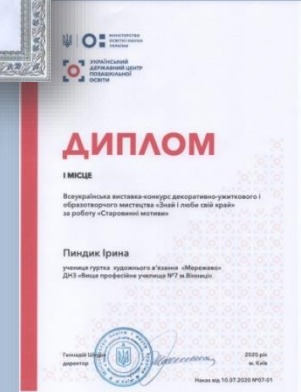 МІНІСТЕРСТВО
ОСВІТИ І НАУКИ
УКРАЇНИ
УКРАЇНСЬКИЙ
ДЕРЖАВНИЙ ЦЕНТР
ПОЗАШКІЛЬНОЇ
ОСВІТИ
ДИПЛОМ
І МІСЦЕ
Всеукраїнська виставка-конкурс декоративно-ужиткового і
образотворчого мистецтва «Знай і люби свій край»
за роботу «Старовинні мотиви»
Пиндик Ірина
учениця гуртка художнього в'язання «Мереживо»
ДНЗ «Вище професійне училище №7 м.Вінниці»
Геннадій
директор
2020 рік
м. Київ
Наказ від 10.07.2020 №07-01